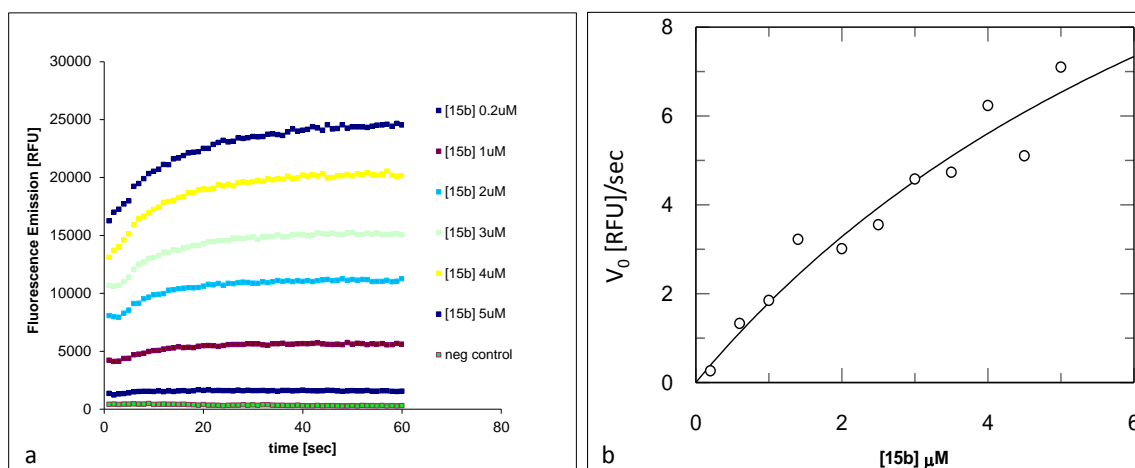 30000
25000
20000
15000
10000
5000
0
Fluorescence Emission [RFU]
0
20
40
60
80
time [sec]
[15b] 0.2uM
[15b] 1uM
[15b] 2uM
[15b] 3uM
[15b] 4uM
[15b] 5uM
neg control
a
8
6
4
2
0
V0 [RFU]/sec
0
2
4
6
[15b] µM
b